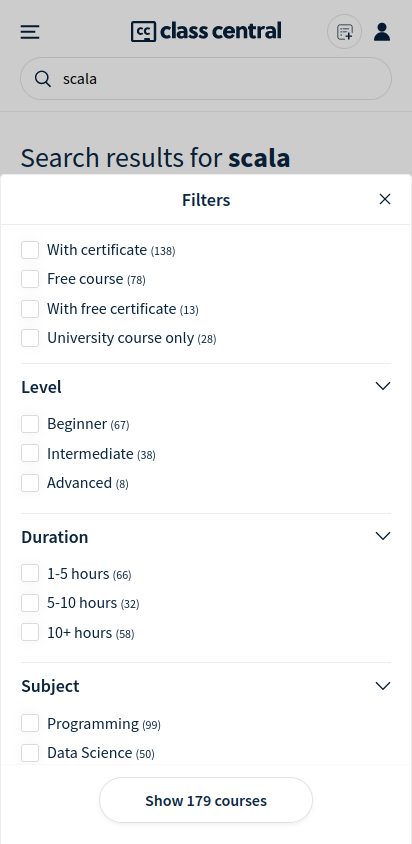 cc class central
scala
Search results for scala
Filters
With certificate (138)
Free course (78)
With free certificate (13)
University course only (28)
Level
Beginner (67)
Intermediate (38)
Advanced (8)
Duration
1-5 hours (66)
5-10 hours (32)
10+ hours (58)
Subject
Programming (99)
Data Science (50)
Show 179 courses